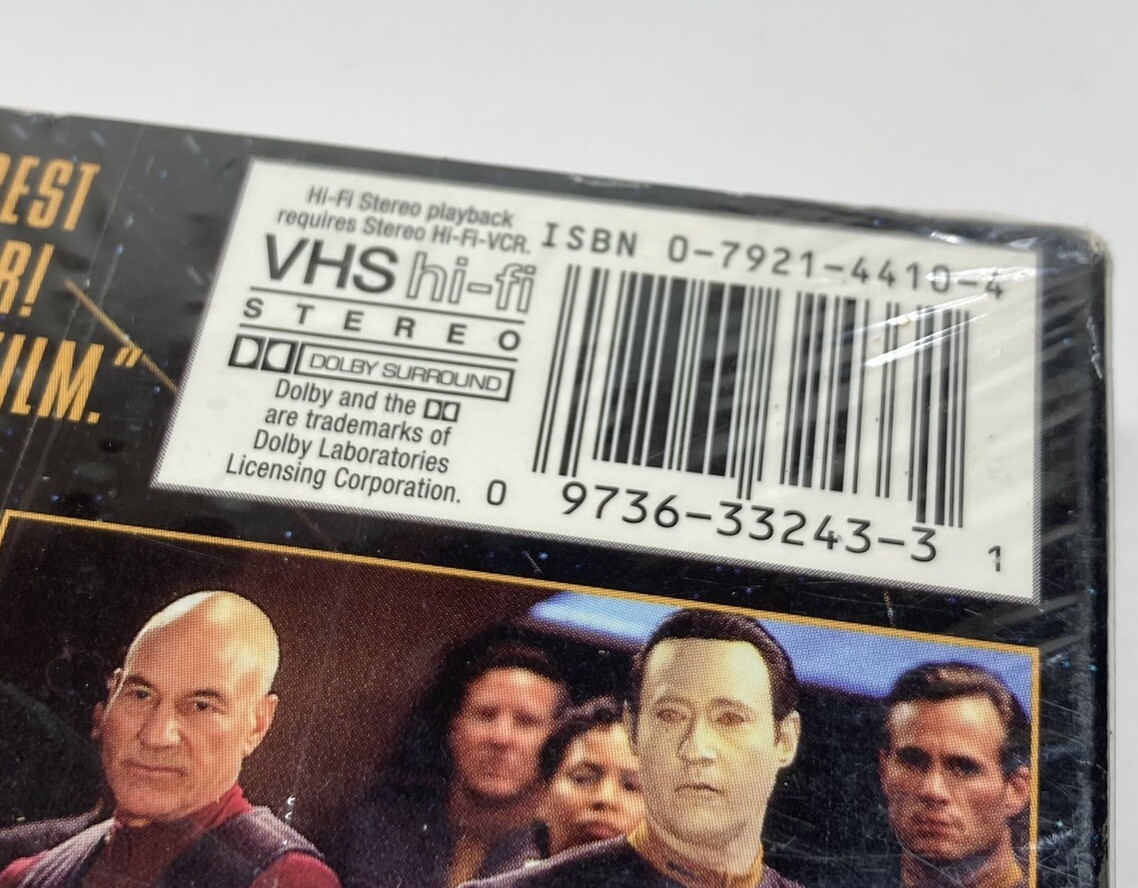 EST
R!
FILM."
Hi-Fi Stereo playback
requires Stereo Hi-Fi-VCR.
VHS hi-fi
STEREO
DOLBY SURROUND
Dolby and the
are trademarks of
Dolby Laboratories
Licensing Corporation.
ISBN 0-7921-4410-4
0 9736-33243-3 1